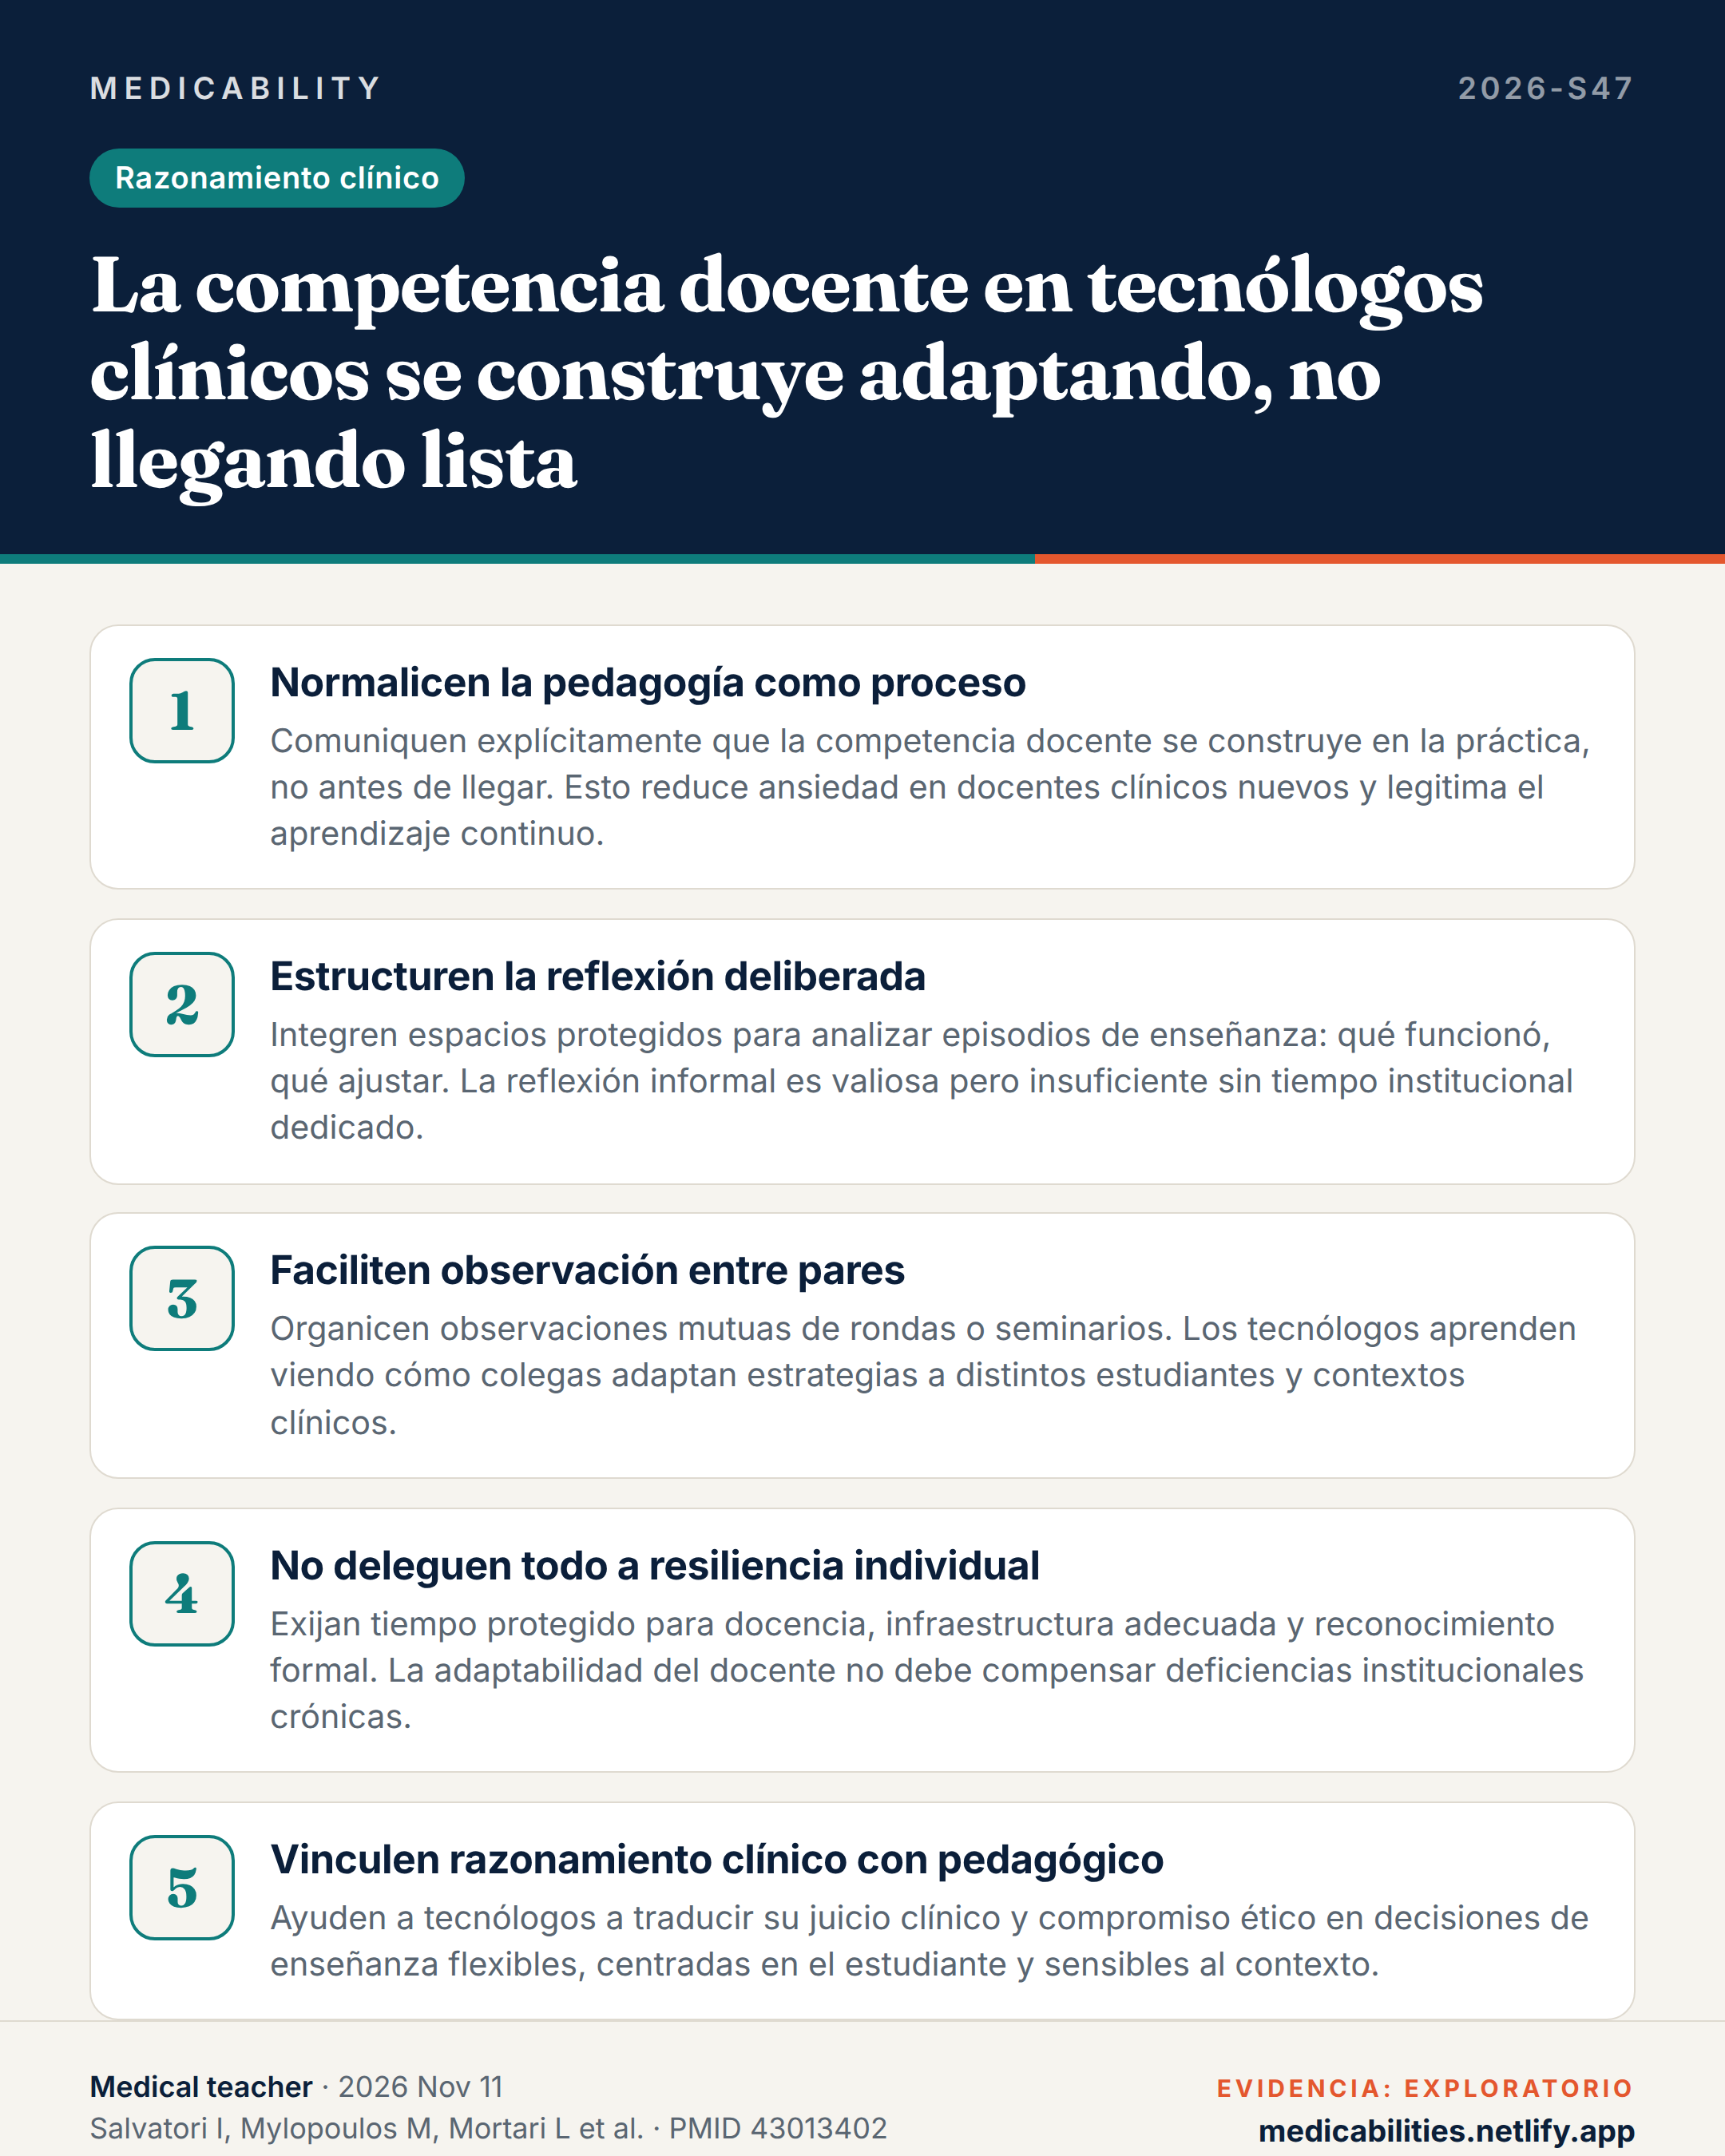 MEDICABILITY
2026-S47
Razonamiento clínico
La competencia docente en tecnólogos
clínicos se construye adaptando, no
llegando lista
1
Normalicen la pedagogía como proceso
Comuniquen explícitamente que la competencia docente se construye en la práctica,
no antes de llegar. Esto reduce ansiedad en docentes clínicos nuevos y legitima el
aprendizaje continuo.
2
Estructuren la reflexión deliberada
Integren espacios protegidos para analizar episodios de enseñanza: qué funcionó,
qué ajustar. La reflexión informal es valiosa pero insuficiente sin tiempo institucional
dedicado.
3
Faciliten observación entre pares
Organicen observaciones mutuas de rondas o seminarios. Los tecnólogos aprenden
viendo cómo colegas adaptan estrategias a distintos estudiantes y contextos
clínicos.
4
No deleguen todo a resiliencia individual
Exijan tiempo protegido para docencia, infraestructura adecuada y reconocimiento
formal. La adaptabilidad del docente no debe compensar deficiencias institucionales
crónicas.
5
Vinculen razonamiento clínico con pedagógico
Ayuden a tecnólogos a traducir su juicio clínico y compromiso ético en decisiones de
enseñanza flexibles, centradas en el estudiante y sensibles al contexto.
Medical teacher · 2026 Nov 11
Salvatori I, Mylopoulos M, Mortari L et al. · PMID 43013402
EVIDENCIA: EXPLORATORIO
medicabilities.netlify.app